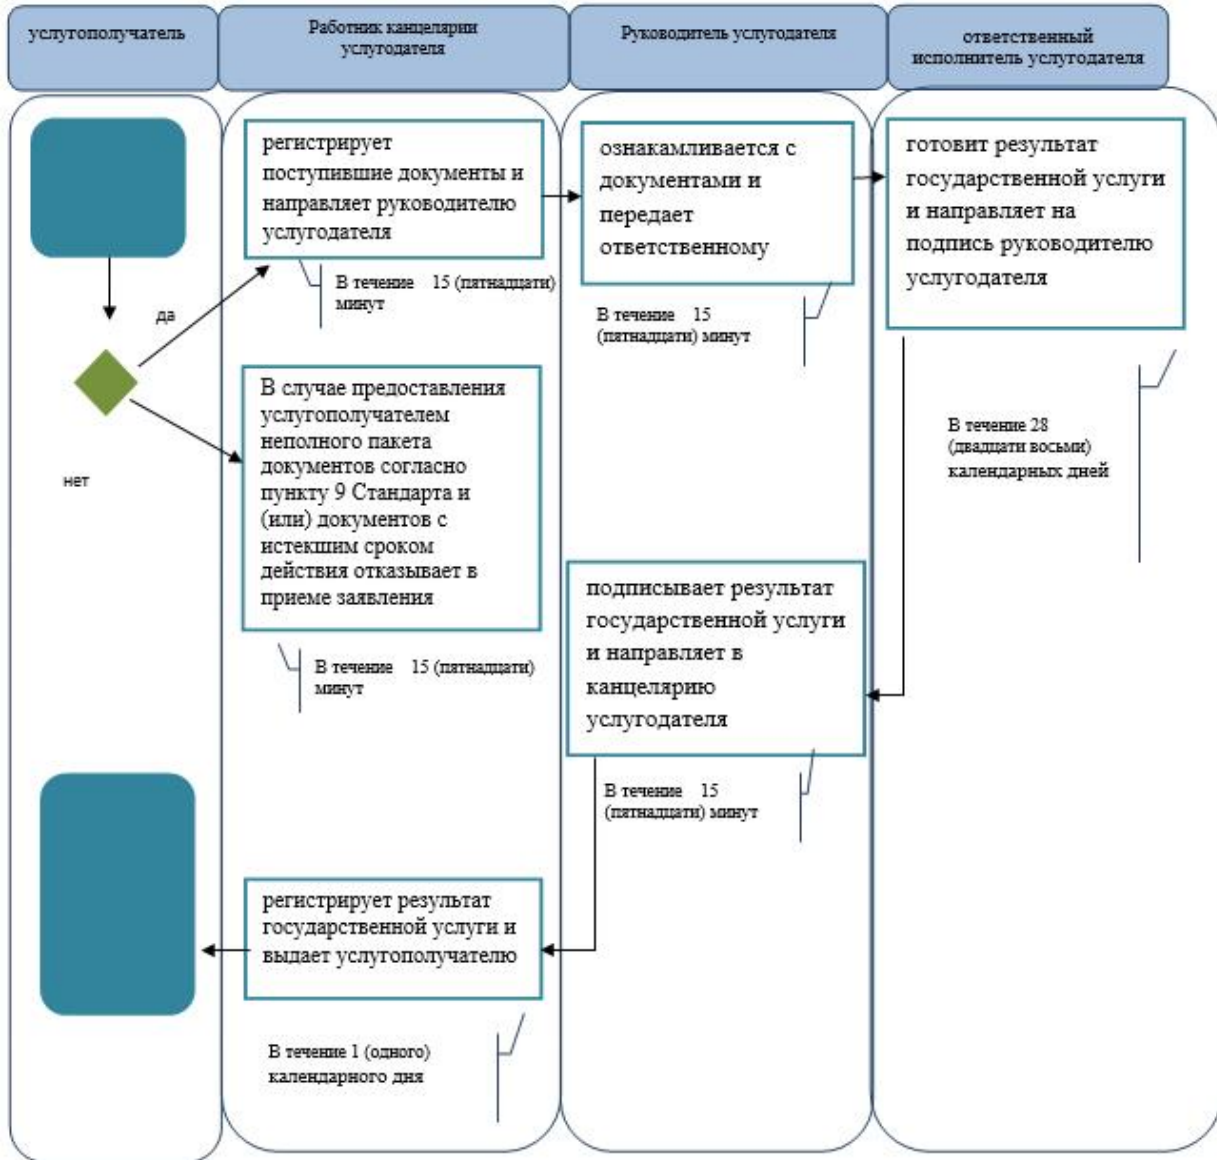 услугополучатель
Работник канцелярии
услугодателя
Руководитель услугодателя
ответственный
исполнитель услугодателя
регистрирует
поступившие документы и
направляет руководителю
услугодателя
В течение 15 (пятнадцати)
минут
ознакамливается с
документами и
передает
ответственному
В течение 15
(пятнадцати) минут
готовит результат
государственной услуги
и направляет на
подпись руководителю
услугодателя
В течение 28
(двадцати восьми)
календарных дней
да
нет
В случае предоставления
услугополучателем
неполного пакета
документов согласно
пункту 9 Стандарта и
(или) документов с
истекшим сроком
действия отказывает в
приеме заявления
В течение 15 (пятнадцати)
минут
подписывает результат
государственной услуги
и направляет в
канцелярию
услугодателя
В течение 15
(пятнадцати) минут
регистрирует результат
государственной услуги и
выдает услугополучателю
В течение 1 (одного)
календарного дня